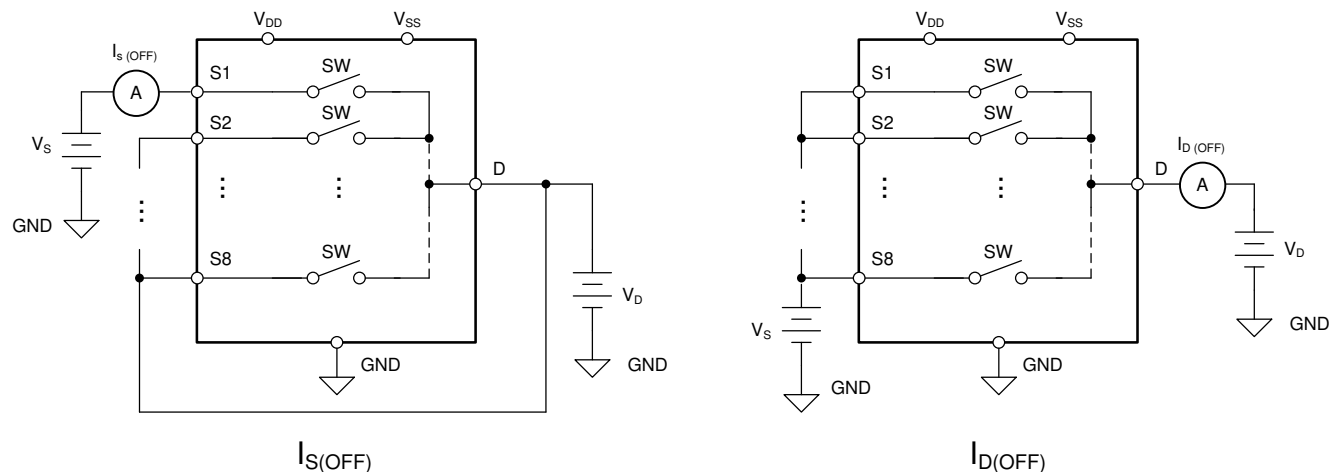 VDD VSS
IS (OFF)
A
S1 SW
S2 SW
VS
D
...
GND
S8 SW
VD
GND
GND
IS(OFF)
VDD VSS
S1 SW
S2 SW
ID (OFF)
D
A
...
S8 SW
VD
VS
GND
GND
GND
ID(OFF)